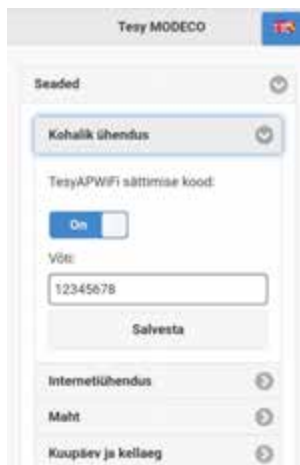 Tesy MODECO
Seaded
Kohalik ühendus
TesyAPWiFi sättimise kood:
On
Võti:
12345678
Salvesta
Internetiühendus
Maht
Kuupäev ja kellaeg